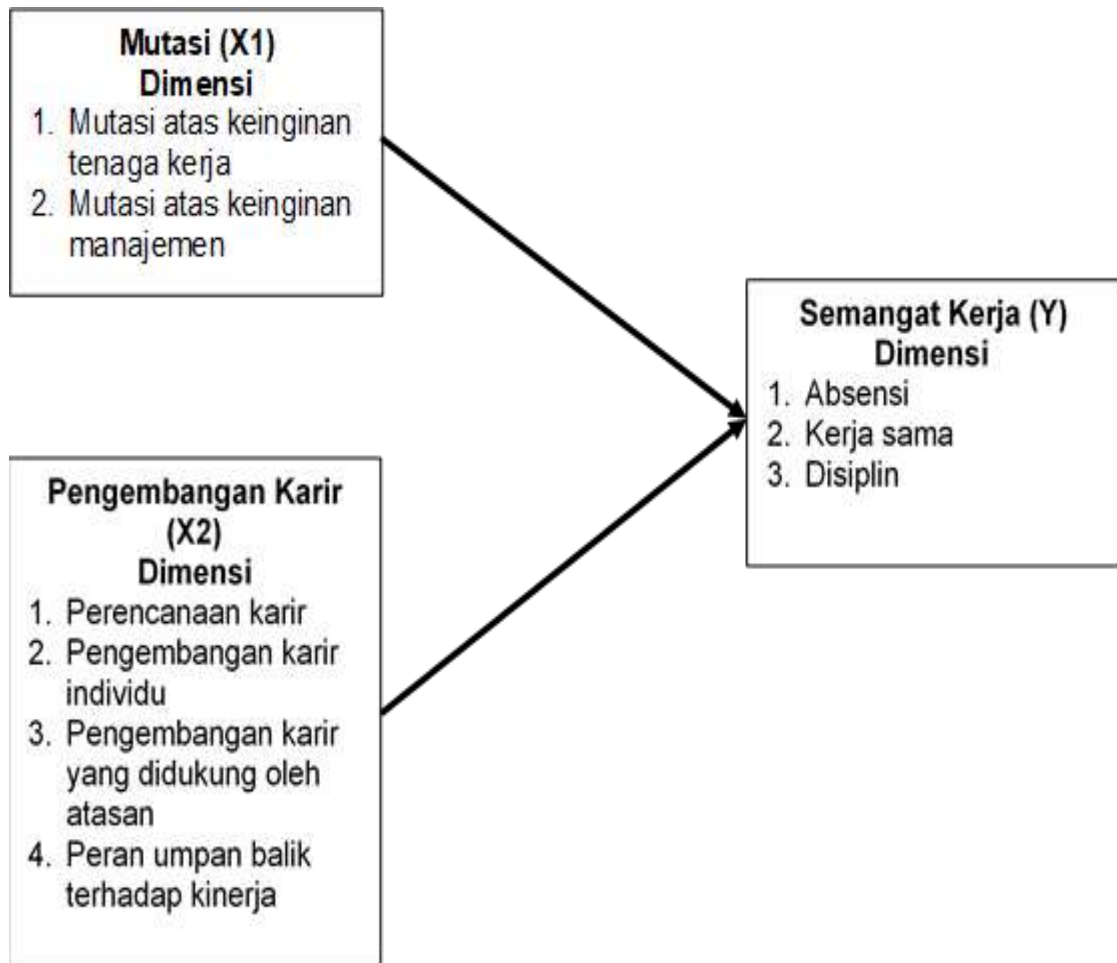 Mutasi (X1)
Dimensi
1. Mutasi atas keinginan
tenaga kerja
2. Mutasi atas keinginan
manajemen
Semangat Kerja (Y)
Dimensi
1. Absensi
2. Kerja sama
3. Disiplin
Pengembangan Karir
(X2)
Dimensi
1. Perencanaan karir
2. Pengembangan karir
individu
3. Pengembangan karir
yang didukung oleh
atasan
4. Peran umpan balik
terhadap kinerja